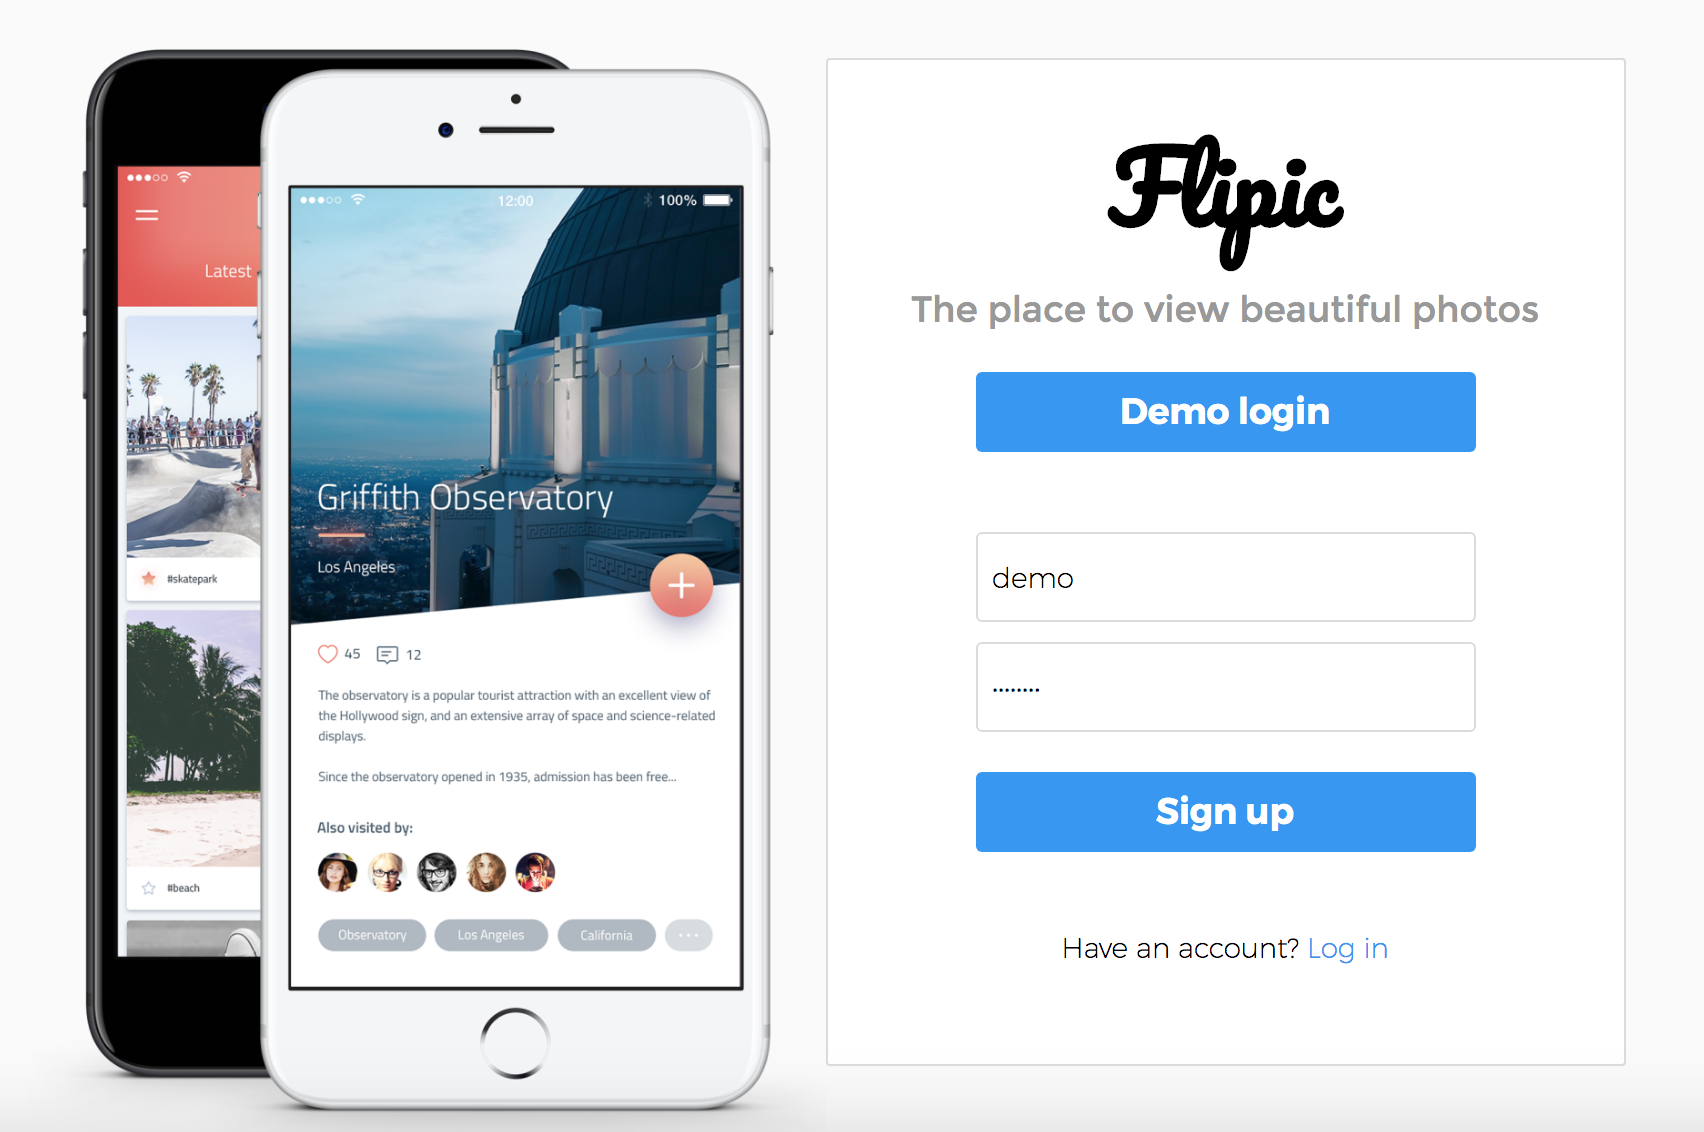 Latest
#skatepark
#beach
12:00
100%
Griffith Observatory
Los Angeles
45
12
The observatory is a popular tourist attraction with an excellent view of
the Hollywood sign, and an extensive array of space and science-related
displays.
Since the observatory opened in 1935, admission has been free...
Also visited by:
Observatory
Los Angeles
California
...
Flipic
The place to view beautiful photos
Demo login
demo
........
Sign up
Have an account? Log in